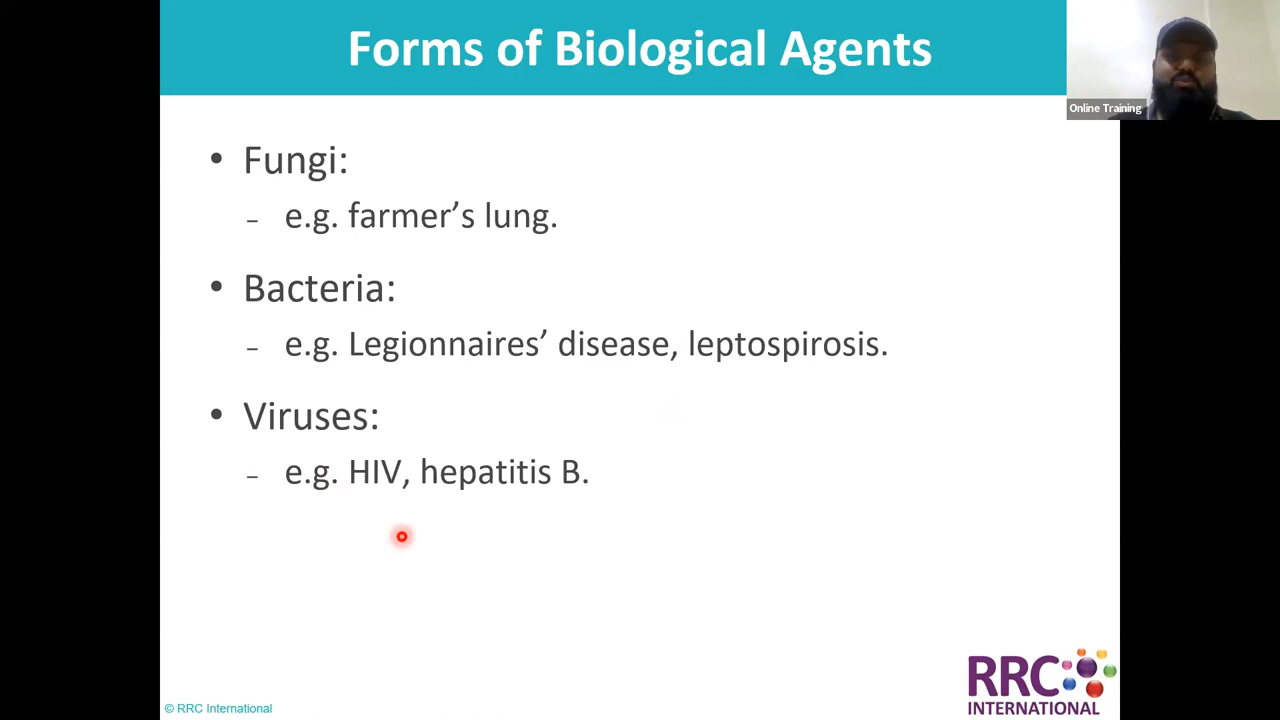 Forms of Biological Agents
Online Training
• Fungi:
– e.g. farmer’s lung.
• Bacteria:
– e.g. Legionnaires’ disease, leptospirosis.
• Viruses:
– e.g. HIV, hepatitis B.
© RRC International
RRC
INTERNATIONAL